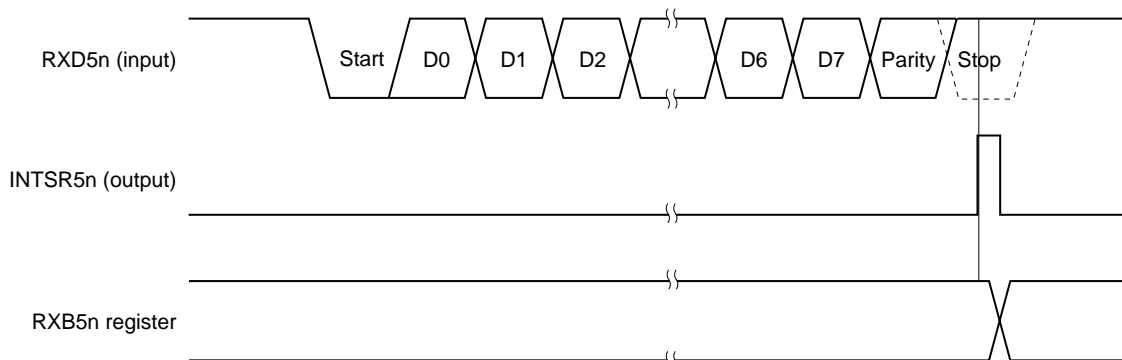 RXD5n (input) Start D0 D1 D2 D6 D7 Parity Stop
INTSR5n (output)
RXB5n register